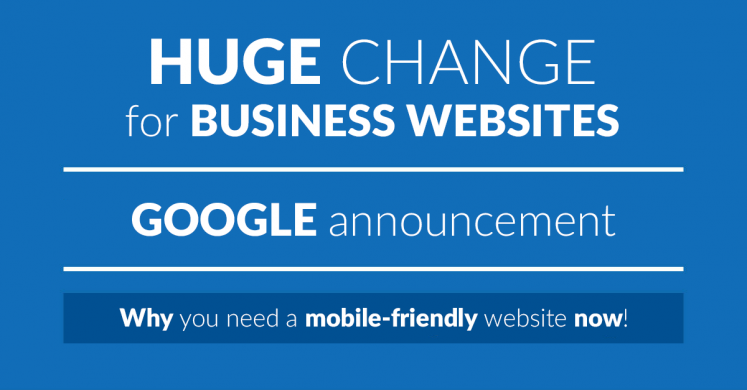 HUGE CHANGE
for BUSINESS WEBSITES
GOOGLE announcement
Why you need a mobile-friendly website now!